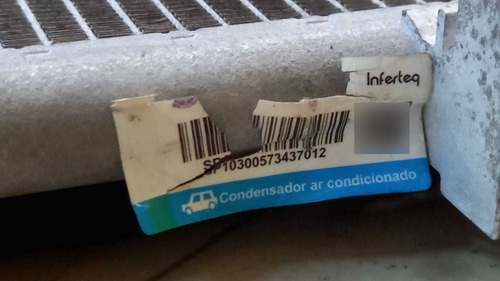 Inferteq
SP10300573437012
Condensador ar condicionado